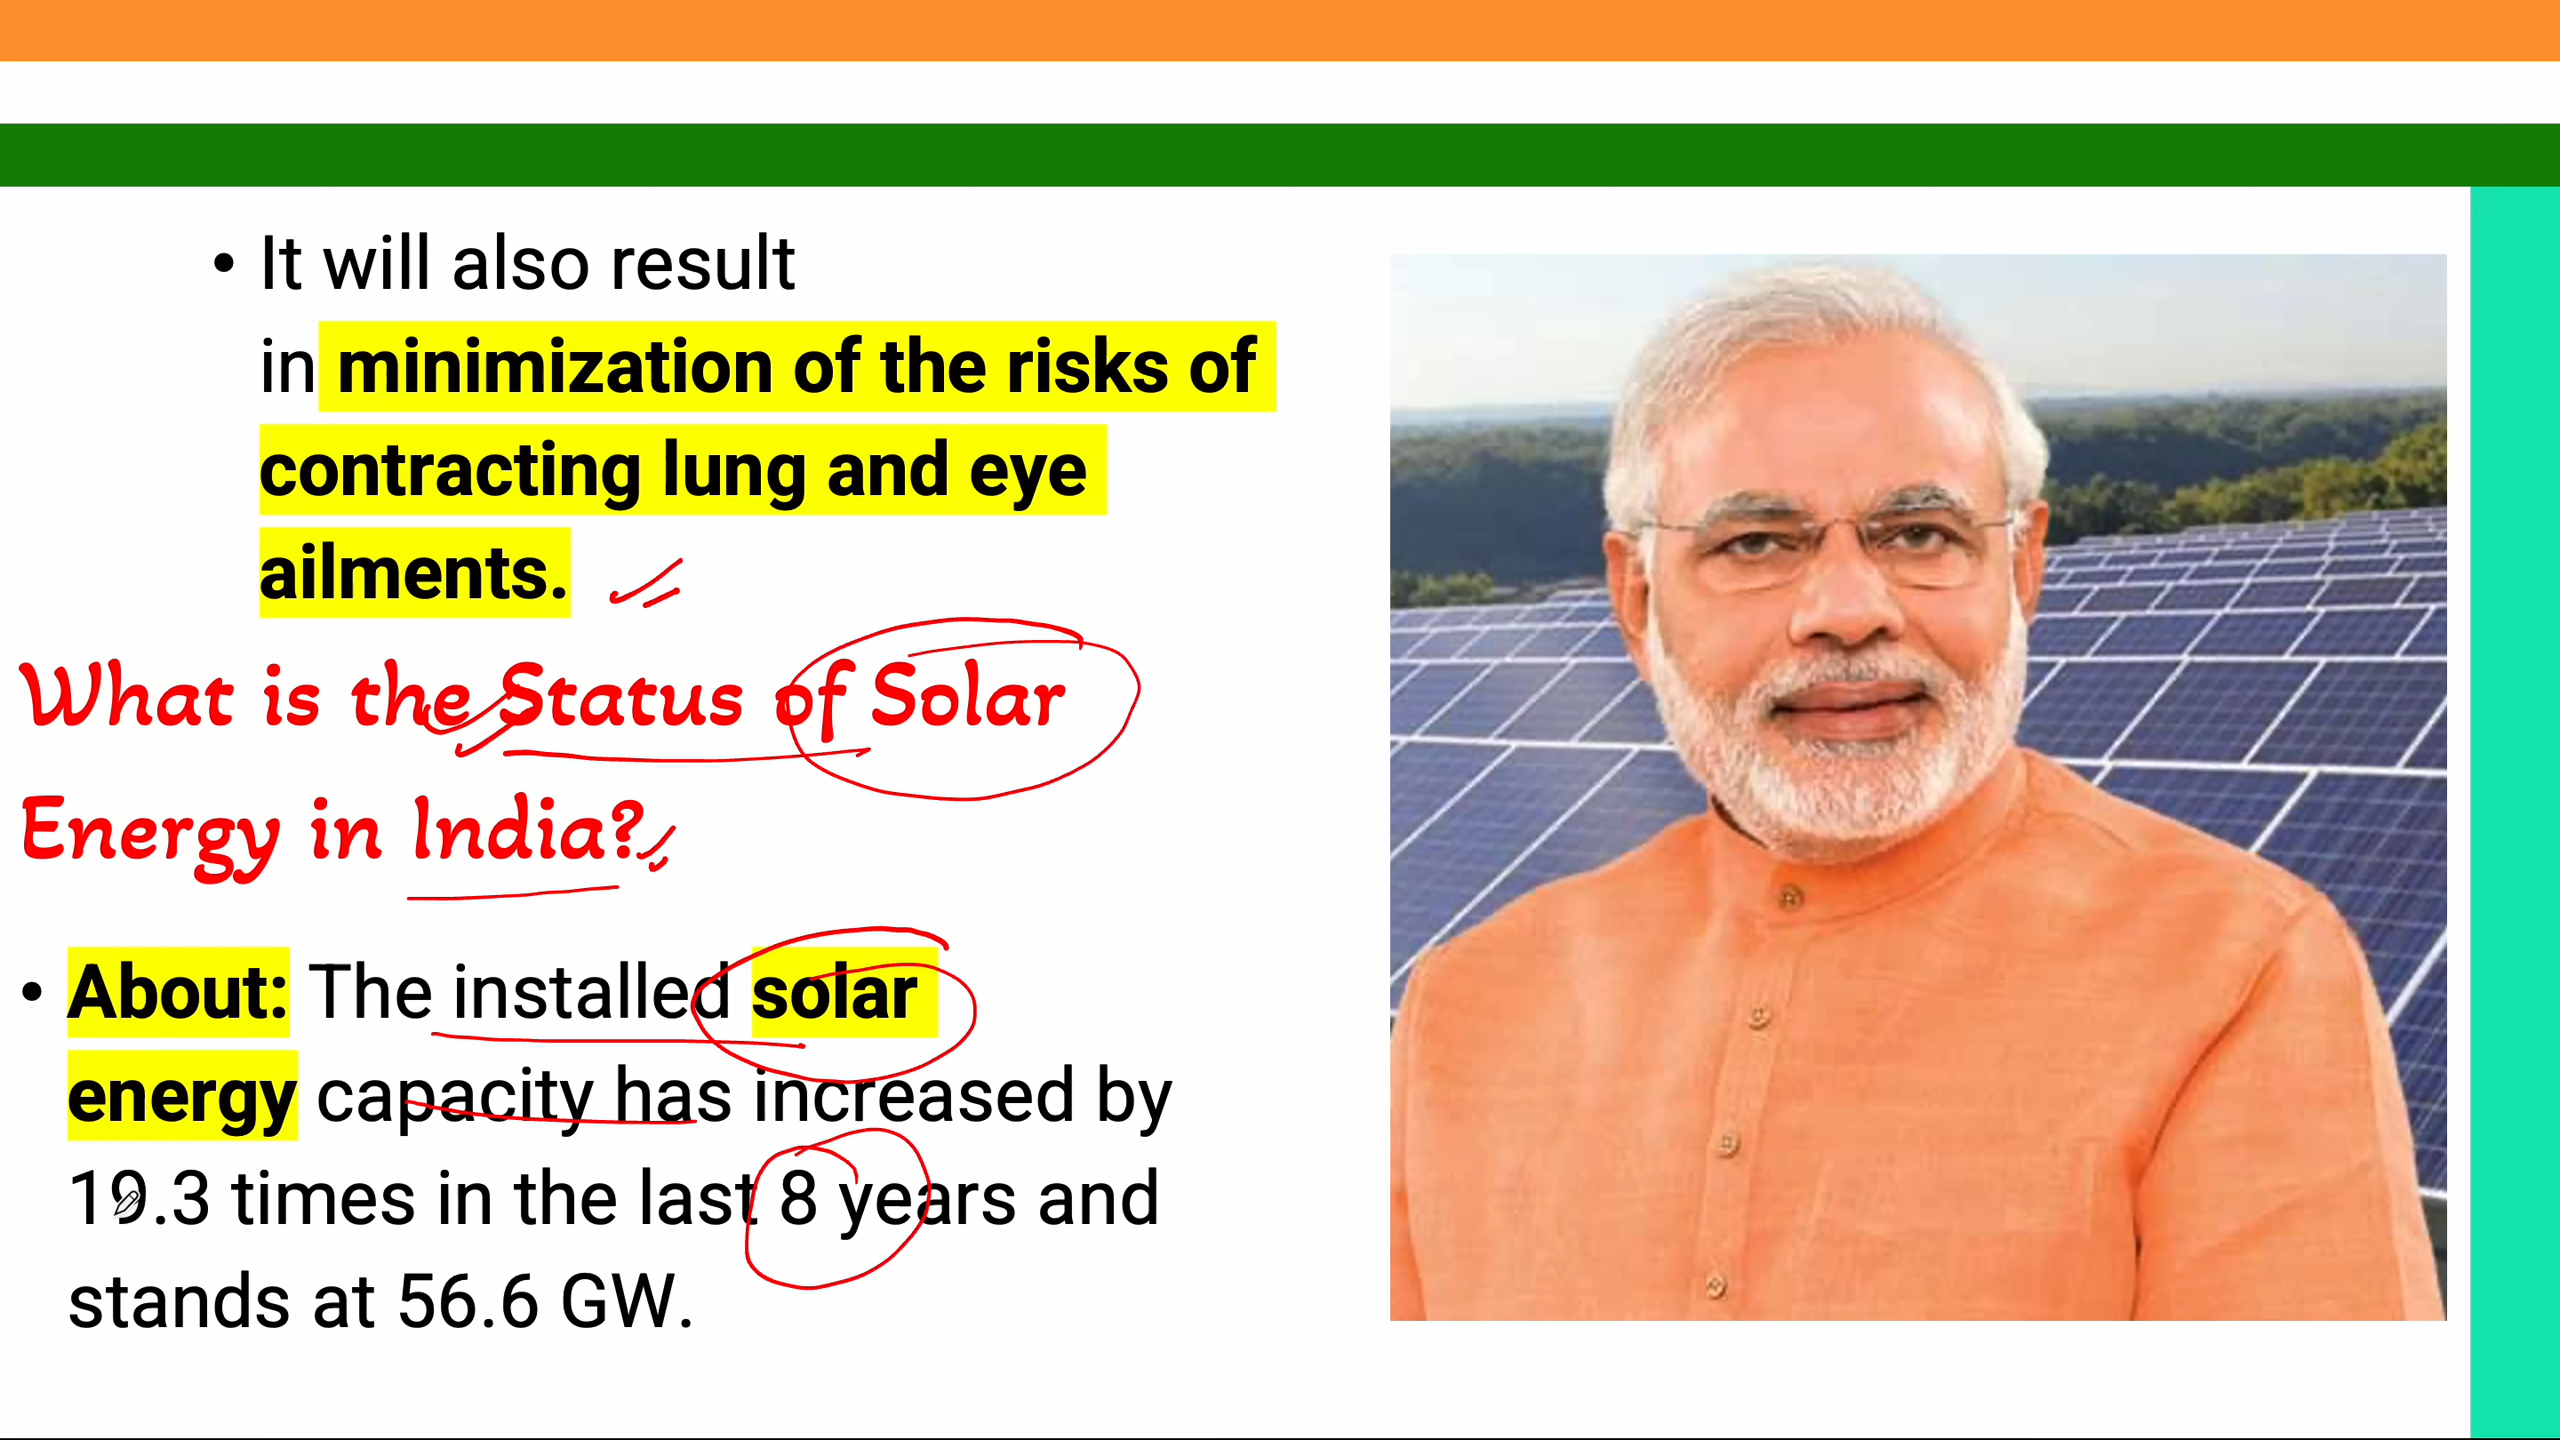 • It will also result
in minimization of the risks of
contracting lung and eye
ailments.
What is the Status of Solar
Energy in India?
• About: The installed solar
energy capacity has increased by
19.3 times in the last 8 years and
stands at 56.6 GW.